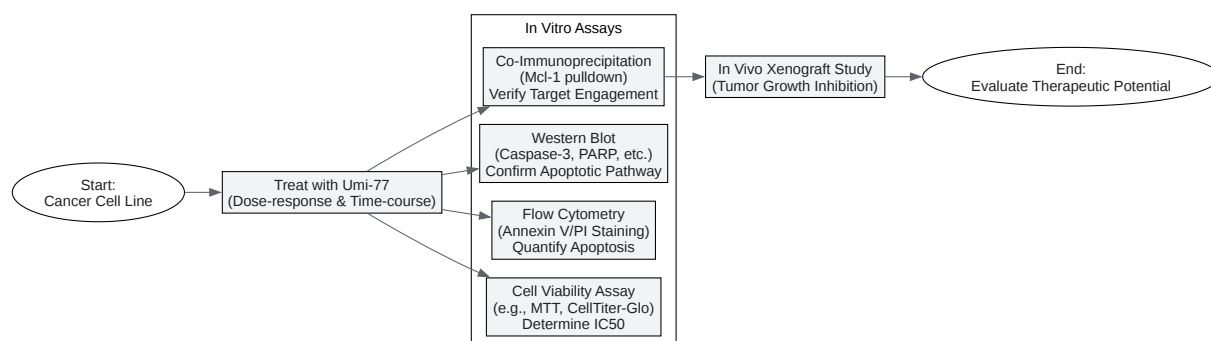 Start:
Cancer Cell Line
Treat with Umi-77
(Dose-response & Time-course)
In Vitro Assays
Co-Immunoprecipitation
(Mcl-1 pulldown)
Verify Target Engagement
Western Blot
(Caspase-3, PARP, etc.)
Confirm Apoptotic Pathway
Flow Cytometry
(Annexin V/PI Staining)
Quantify Apoptosis
Cell Viability Assay
(e.g., MTT, CellTiter-Glo)
Determine IC50
In Vivo Xenograft Study
(Tumor Growth Inhibition)
End:
Evaluate Therapeutic Potential